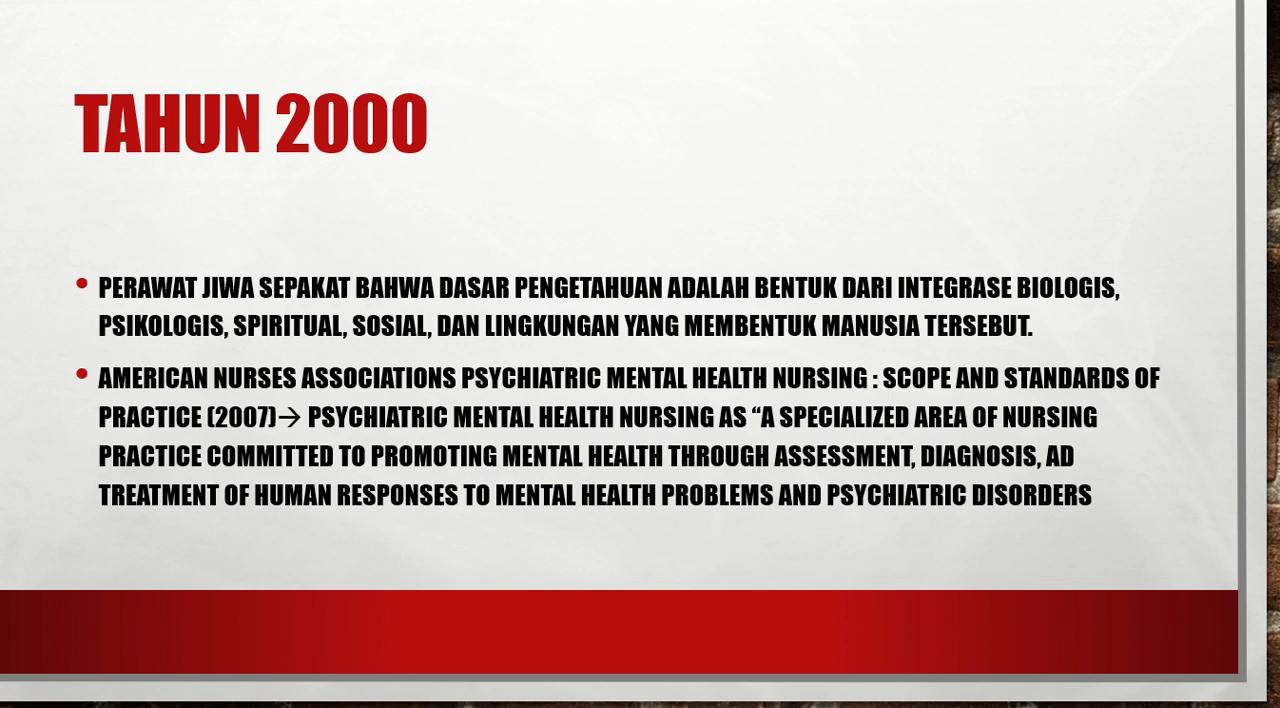 TAHUN 2000
• PERAWAT JIWA SEPAKAT BAHWA DASAR PENGETAHUAN ADALAH BENTUK DARI INTEGRASE BIOLOGIS,
PSIKOLOGIS, SPIRITUAL, SOSIAL, DAN LINGKUNGAN YANG MEMBENTUK MANUSIA TERSEBUT.
• AMERICAN NURSES ASSOCIATIONS PSYCHIATRIC MENTAL HEALTH NURSING : SCOPE AND STANDARDS OF
PRACTICE (2007)→ PSYCHIATRIC MENTAL HEALTH NURSING AS “A SPECIALIZED AREA OF NURSING
PRACTICE COMMITTED TO PROMOTING MENTAL HEALTH THROUGH ASSESSMENT, DIAGNOSIS, AD
TREATMENT OF HUMAN RESPONSES TO MENTAL HEALTH PROBLEMS AND PSYCHIATRIC DISORDERS